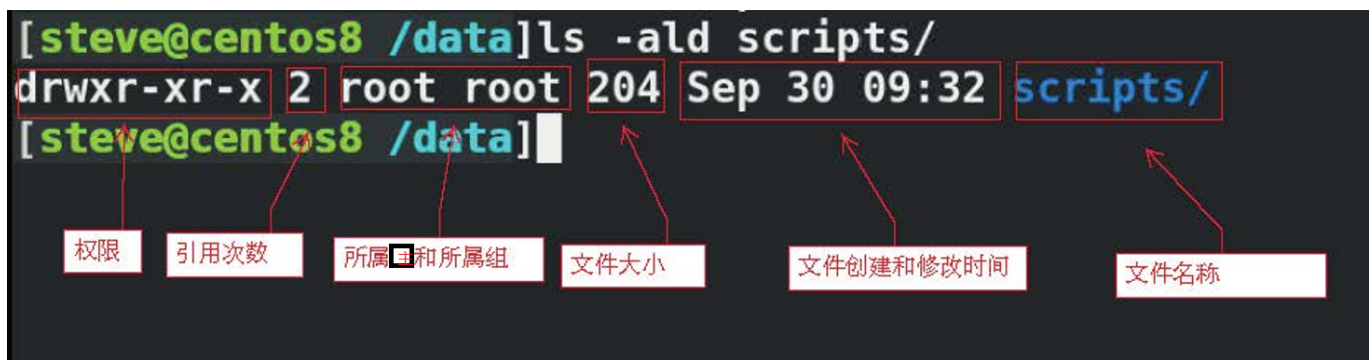 [steve@centos8 /data]ls -ald scripts/
drwxr-xr-x 2 root root 204 Sep 30 09:32 scripts/
[steve@centos8 /data]
权限
引用次数
所属主和所属组
文件大小
文件创建和修改时间
文件名称